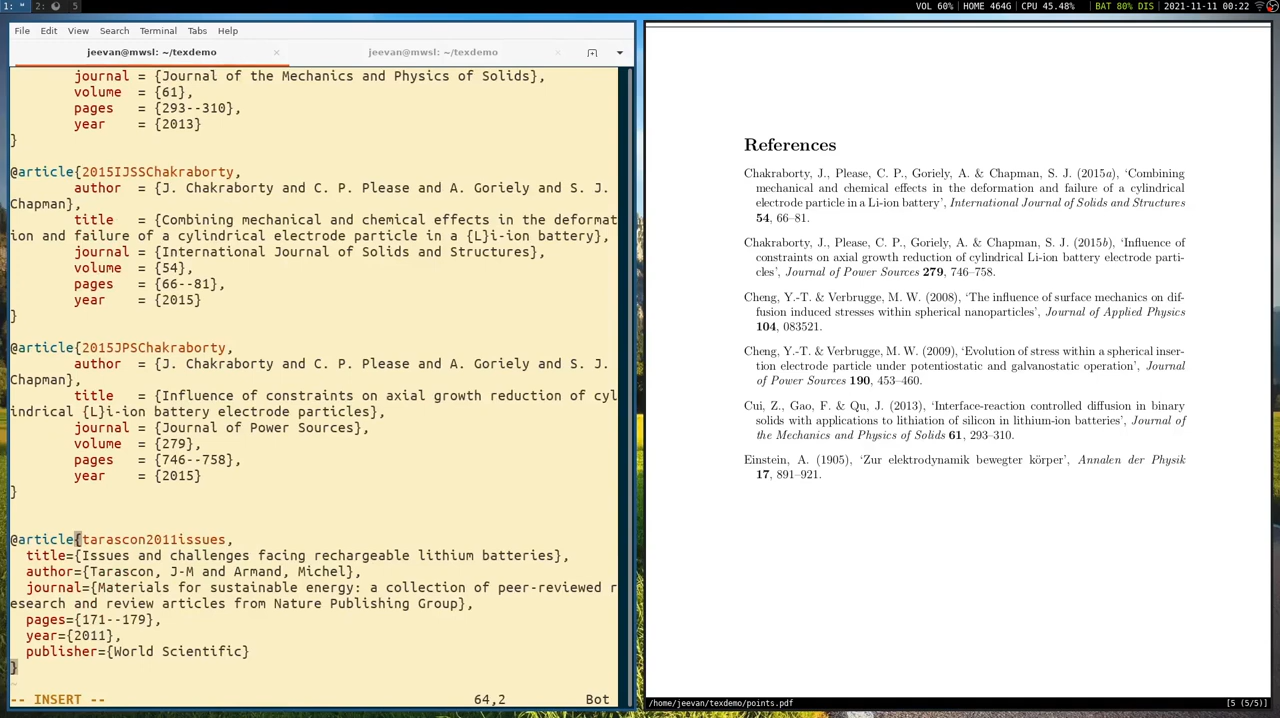 1: “ 2: 5 VOL 60% HOME 464G CPU 45.48% BAT 80% DIS 2021-11-11 00:22
File Edit View Search Terminal Tabs Help
jeevan@mwsl: ~/texdemo × jeevan@mwsl: ~/texdemo ×
journal = {Journal of the Mechanics and Physics of Solids},
volume = {61},
pages = {293--310},
year = {2013}
}
@article{2015IJSSChakraborty,
author = {J. Chakraborty and C. P. Please and A. Goriely and S. J.
Chapman},
title = {Combining mechanical and chemical effects in the deformat
ion and failure of a cylindrical electrode particle in a {L}i-ion battery},
journal = {International Journal of Solids and Structures},
volume = {54},
pages = {66--81},
year = {2015}
}
@article{2015JPSChakraborty,
author = {J. Chakraborty and C. P. Please and A. Goriely and S. J.
Chapman},
title = {Influence of constraints on axial growth reduction of cyl
indrical {L}i-ion battery electrode particles},
journal = {Journal of Power Sources},
volume = {279},
pages = {746--758},
year = {2015}
}
@article{tarascon2011issues,
title={Issues and challenges facing rechargeable lithium batteries},
author={Tarascon, J-M and Armand, Michel},
journal={Materials for sustainable energy: a collection of peer-reviewed r
esearch and review articles from Nature Publishing Group},
pages={171--179},
year={2011},
publisher={World Scientific}
}
~
-- INSERT -- 64,2 Bot
References
Chakraborty, J., Please, C. P., Goriely, A. & Chapman, S. J. (2015a), ‘Combining
mechanical and chemical effects in the deformation and failure of a cylindrical
electrode particle in a Li-ion battery’, International Journal of Solids and Structures
54, 66–81.
Chakraborty, J., Please, C. P., Goriely, A. & Chapman, S. J. (2015b), ‘Influence of
constraints on axial growth reduction of cylindrical Li-ion battery electrode parti-
cles’, Journal of Power Sources 279, 746–758.
Cheng, Y.-T. & Verbrugge, M. W. (2008), ‘The influence of surface mechanics on dif-
fusion induced stresses within spherical nanoparticles’, Journal of Applied Physics
104, 083521.
Cheng, Y.-T. & Verbrugge, M. W. (2009), ‘Evolution of stress within a spherical inser-
tion electrode particle under potentiostatic and galvanostatic operation’, Journal
of Power Sources 190, 453–460.
Cui, Z., Gao, F. & Qu, J. (2013), ‘Interface-reaction controlled diffusion in binary
solids with applications to lithiation of silicon in lithium-ion batteries’, Journal of
the Mechanics and Physics of Solids 61, 293–310.
Einstein, A. (1905), ‘Zur elektrodynamik bewegter körper’, Annalen der Physik
17, 891–921.
/home/jeevan/texdemo/points.pdf [5 (5/5)]